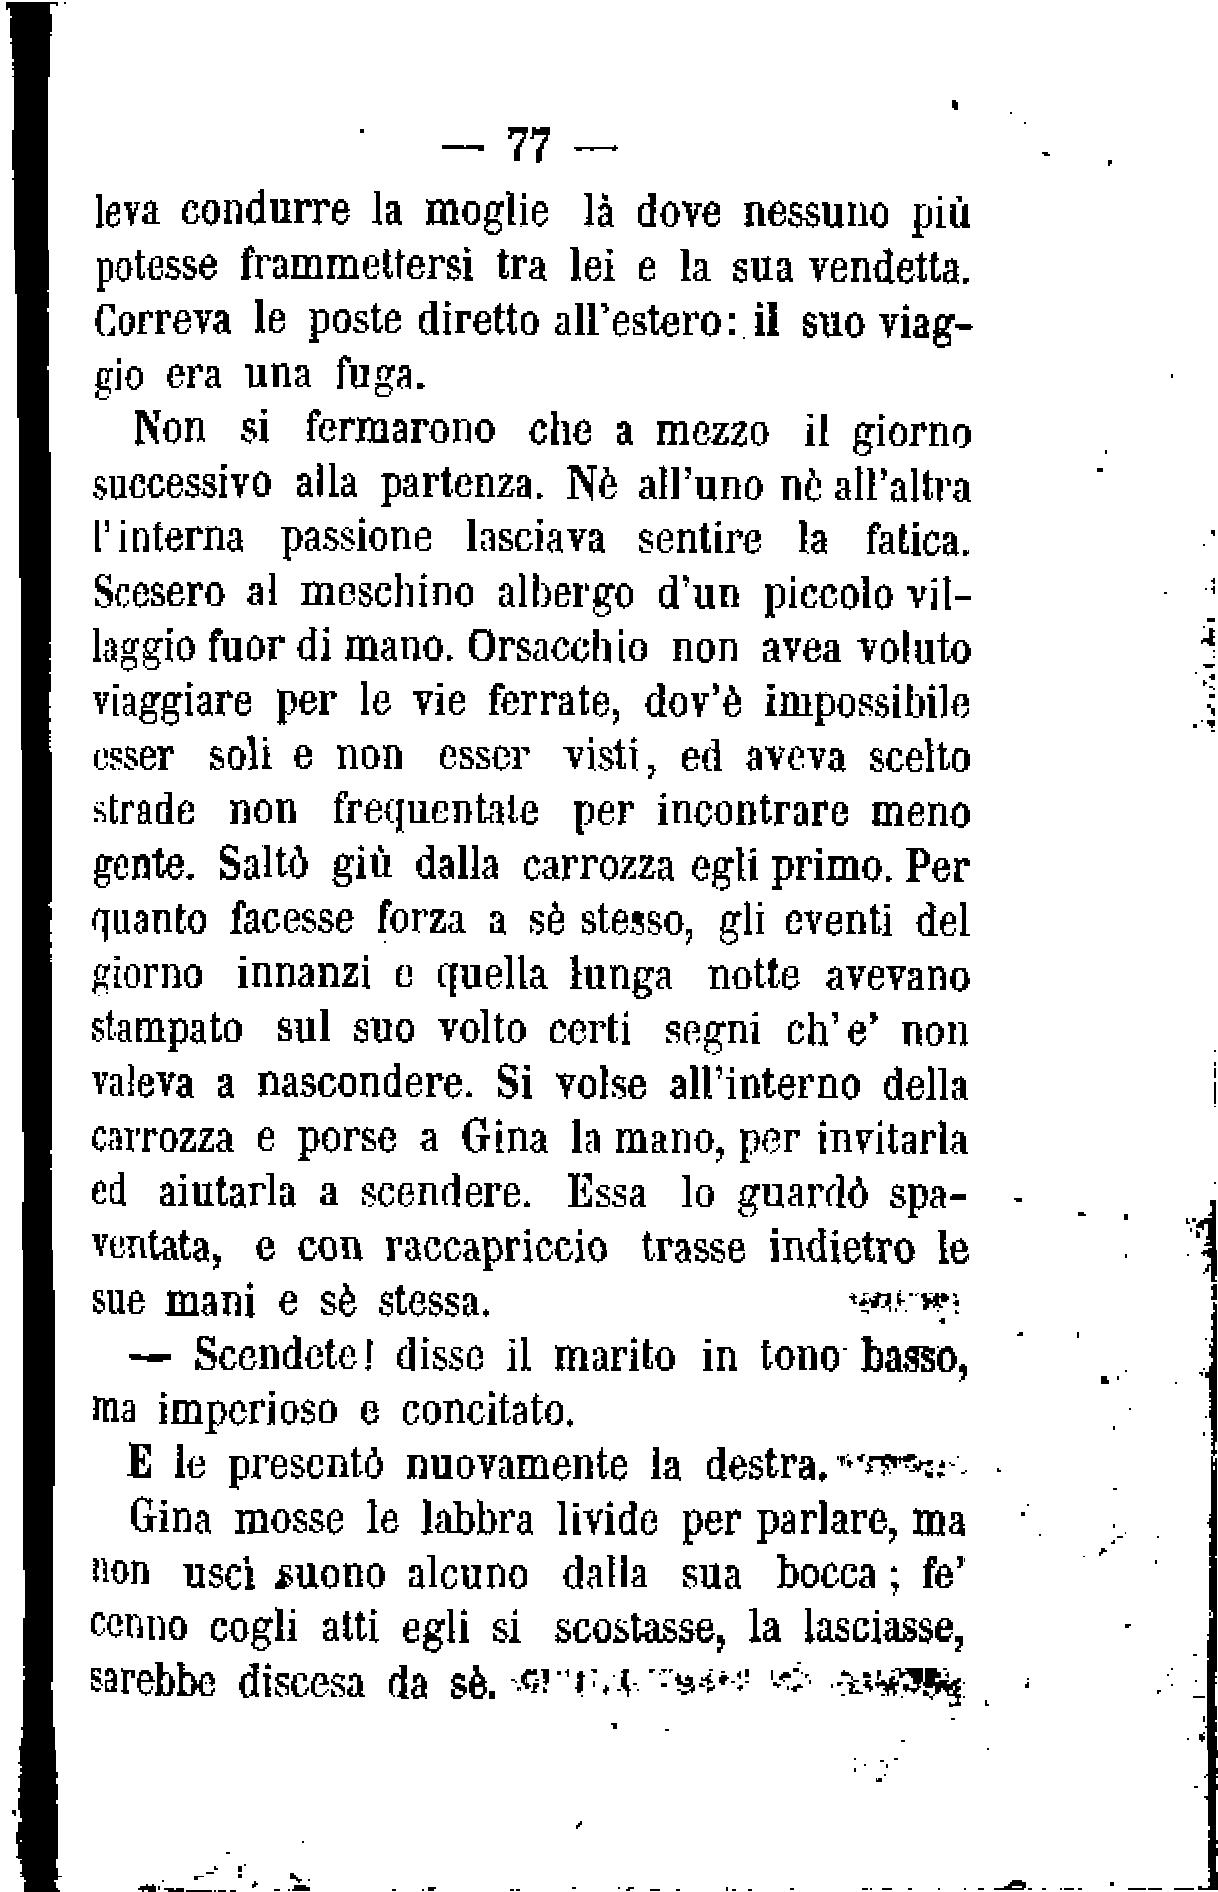 — 77 —
leva condurre la moglie là dove nessuno più
potesse frammettersi tra lei e la sua vendetta.
Correva le poste diretto all'estero: il suo viag-
gio era una fuga.
Non si fermarono che a mezzo il giorno
successivo alla partenza. Nè all'uno nè all'altra
l'interna passione lasciava sentire la fatica.
Scesero al meschino albergo d'un piccolo vil-
laggio fuor di mano. Orsacchio non avea voluto
viaggiare per le vie ferrate, dov'è impossibile
esser soli e non esser visti, ed aveva scelto
strade non frequentate per incontrare meno
gente. Saltò giù dalla carrozza egli primo. Per
quanto facesse forza a sè stesso, gli eventi del
giorno innanzi e quella lunga notte avevano
stampato sul suo volto certi segni ch'e' non
valeva a nascondere. Si volse all'interno della
carrozza e porse a Gina la mano, per invitarla
ed aiutarla a scendere. Essa lo guardò spa-
ventata, e con raccapriccio trasse indietro le
sue mani e sè stessa.
— Scendete! disse il marito in tono basso,
ma imperioso e concitato.
E le presentò nuovamente la destra.
Gina mosse le labbra livide per parlare, ma
non uscì suono alcuno dalla sua bocca; fe'
cenno cogli atti egli si scostasse, la lasciasse,
sarebbe discesa da sè.